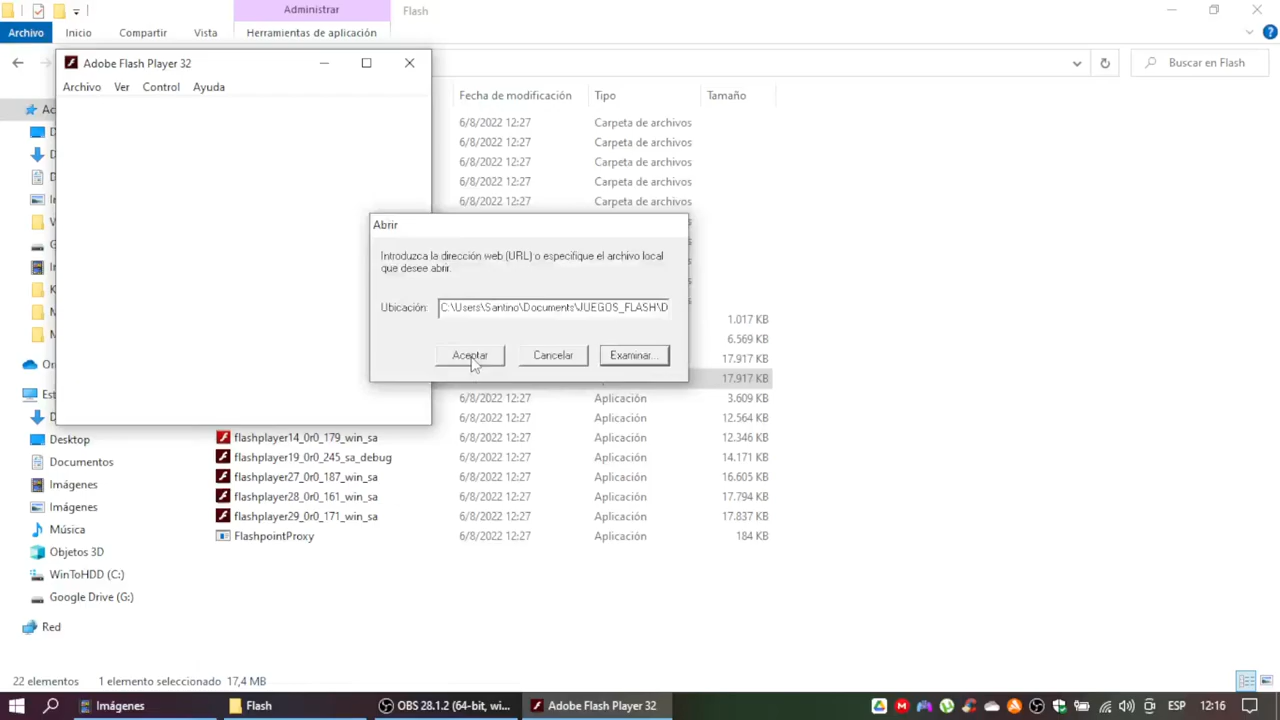 Administrar
Flash
Archivo
Inicio
Compartir
Vista
Herramientas de aplicación
Adobe Flash Player 32
Buscar en Flash
Archivo
Ver
Control
Ayuda
Fecha de modificación
Tipo
Tamaño
6/8/2022 12:27
Carpeta de archivos
6/8/2022 12:27
Carpeta de archivos
6/8/2022 12:27
Carpeta de archivos
6/8/2022 12:27
Carpeta de archivos
6/8/2022 12:27
Carpeta de archivos
Abrir
Introduzca la dirección web (URL) o especifique el archivo local
que desee abrir.
Ubicación:
C:\Users\Santino\Documents\JUEGOS_FLASH\D
1.017 KB
6.569 KB
Aceptar
Cancelar
Examinar...
17.917 KB
17.917 KB
6/8/2022 12:27
Aplicación
3.609 KB
6/8/2022 12:27
Aplicación
12.564 KB
Desktop
flashplayer14_0r0_179_win_sa
6/8/2022 12:27
Aplicación
12.346 KB
Documentos
flashplayer19_0r0_245_sa_debug
6/8/2022 12:27
Aplicación
14.171 KB
Imágenes
flashplayer27_0r0_187_win_sa
6/8/2022 12:27
Aplicación
16.605 KB
Imágenes
flashplayer28_0r0_161_win_sa
6/8/2022 12:27
Aplicación
17.794 KB
Música
flashplayer29_0r0_171_win_sa
6/8/2022 12:27
Aplicación
17.837 KB
FlashpointProxy
6/8/2022 12:27
Aplicación
184 KB
Objetos 3D
WinToHDD (C:)
Google Drive (G:)
Red
22 elementos
1 elemento seleccionado
17,4 MB
Imágenes
Flash
OBS 28.1.2 (64-bit, wi...
Adobe Flash Player 32
ESP
12:16